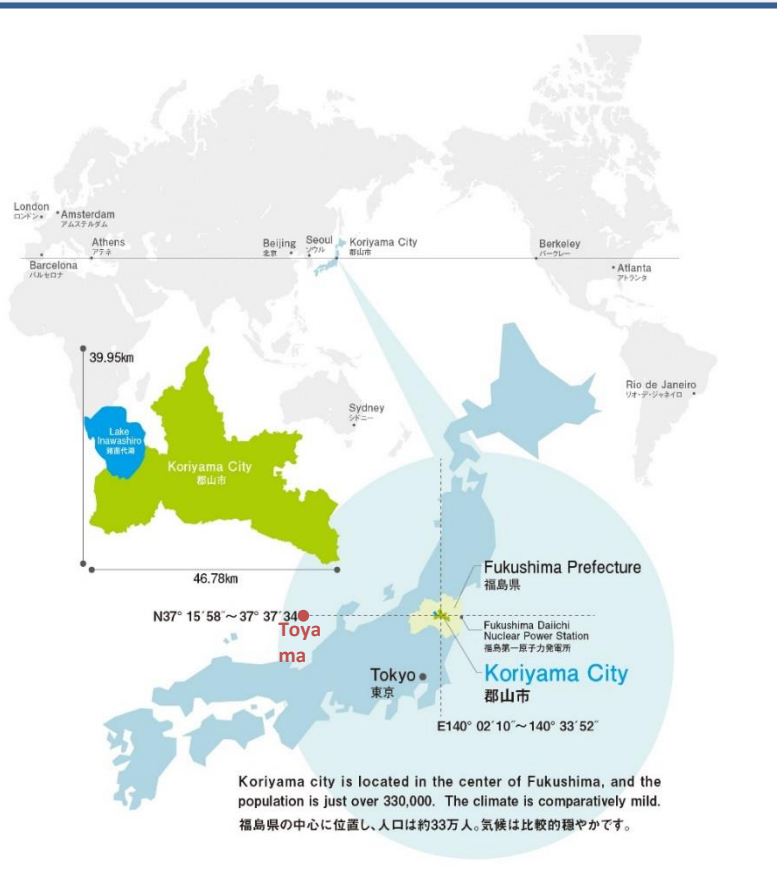 London
ロンドン
Amsterdam
アムステルダム
Athens
アテネ
Barcelona
バルセロナ
Beijing
北京
Seoul
ソウル
Koriyama City
郡山市
Berkeley
バークレー
Atlanta
アトランタ
Rio de Janeiro
リオ・デ・ジャネイロ
Sydney
シドニー
39.95km
Lake
Inawashiro
猪苗代湖
Koriyama City
郡山市
46.78km
Fukushima Prefecture
福島県
N37° 15´58˝～37° 37´34
Toya
ma
Fukushima Daiichi
Nuclear Power Station
福島第一原子力発電所
Tokyo
東京
Koriyama City
郡山市
E140° 02´10˝～140° 33´52˝
Koriyama city is located in the center of Fukushima, and the
population is just over 330,000. The climate is comparatively mild.
福島県の中心に位置し、人口は約33万人。気候は比較的穏やかです。